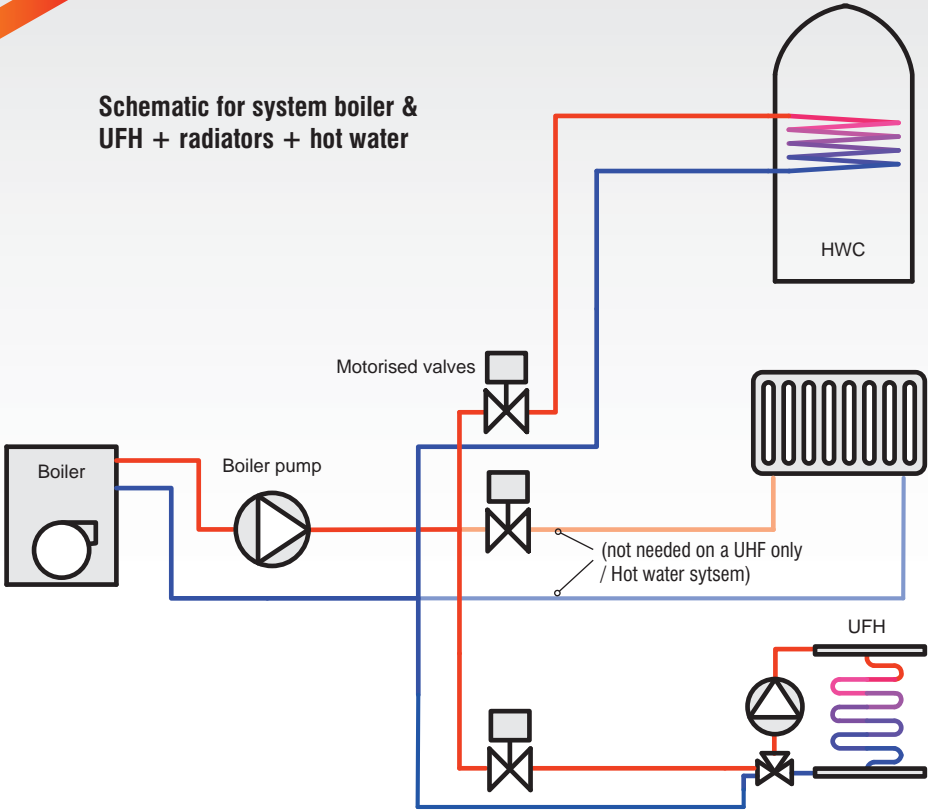 Schematic for system boiler &
UFH + radiators + hot water
HWC
Motorised valves
Boiler
Boiler pump
(not needed on a UHF only
/ Hot water sytsem)
UFH